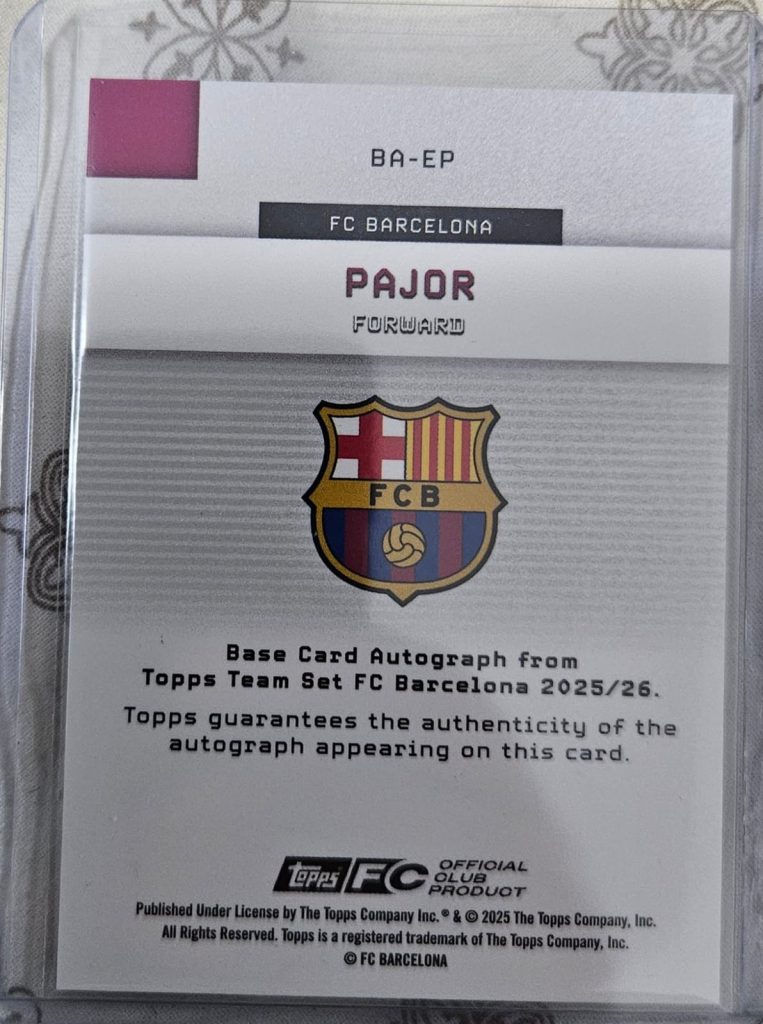 BA-EP
FC BARCELONA
PAJOR
FORWARD
FCB
Base Card Autograph from
Topps Team Set FC Barcelona 2025/26.
Topps guarantees the authenticity of the
autograph appearing on this card.
topps FC OFFICIAL
CLUB
PRODUCT
Published Under License by The Topps Company Inc.® & © 2025 The Topps Company, Inc.
All Rights Reserved. Topps is a registered trademark of The Topps Company, Inc.
© FC BARCELONA